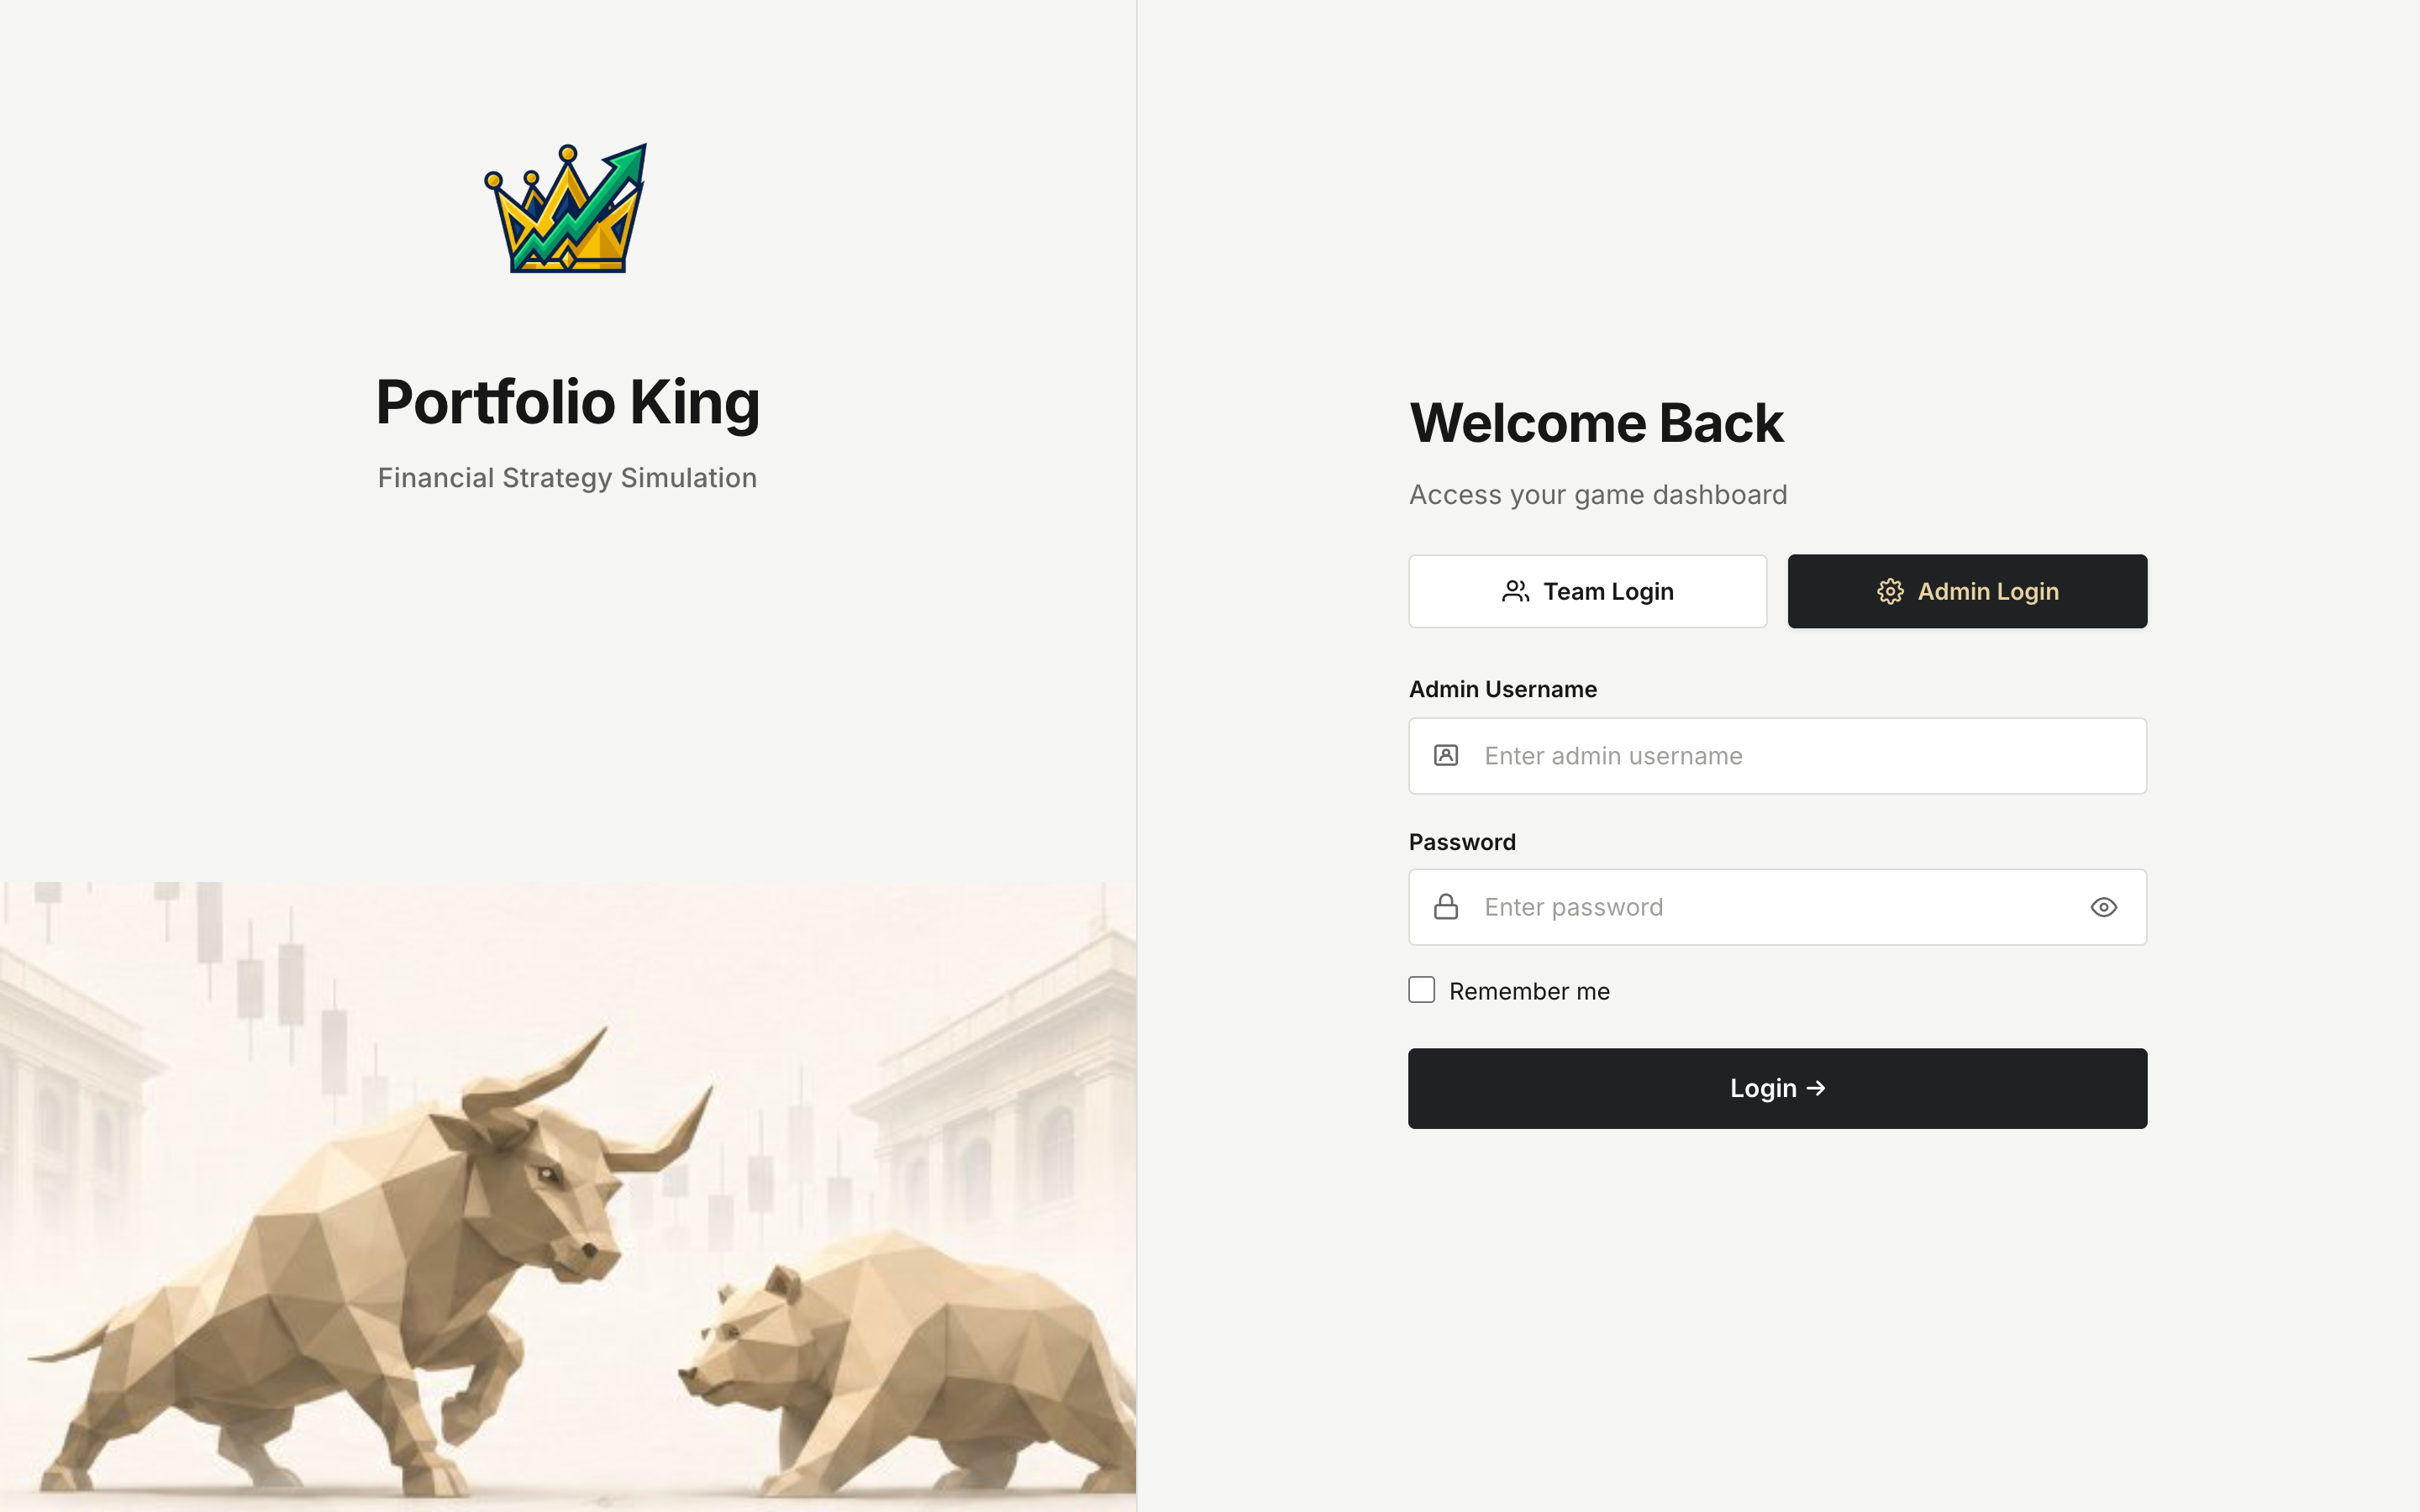 Portfolio King
Financial Strategy Simulation
Welcome Back
Access your game dashboard
Team Login
Admin Login
Admin Username
Enter admin username
Password
Enter password
Remember me
Login →